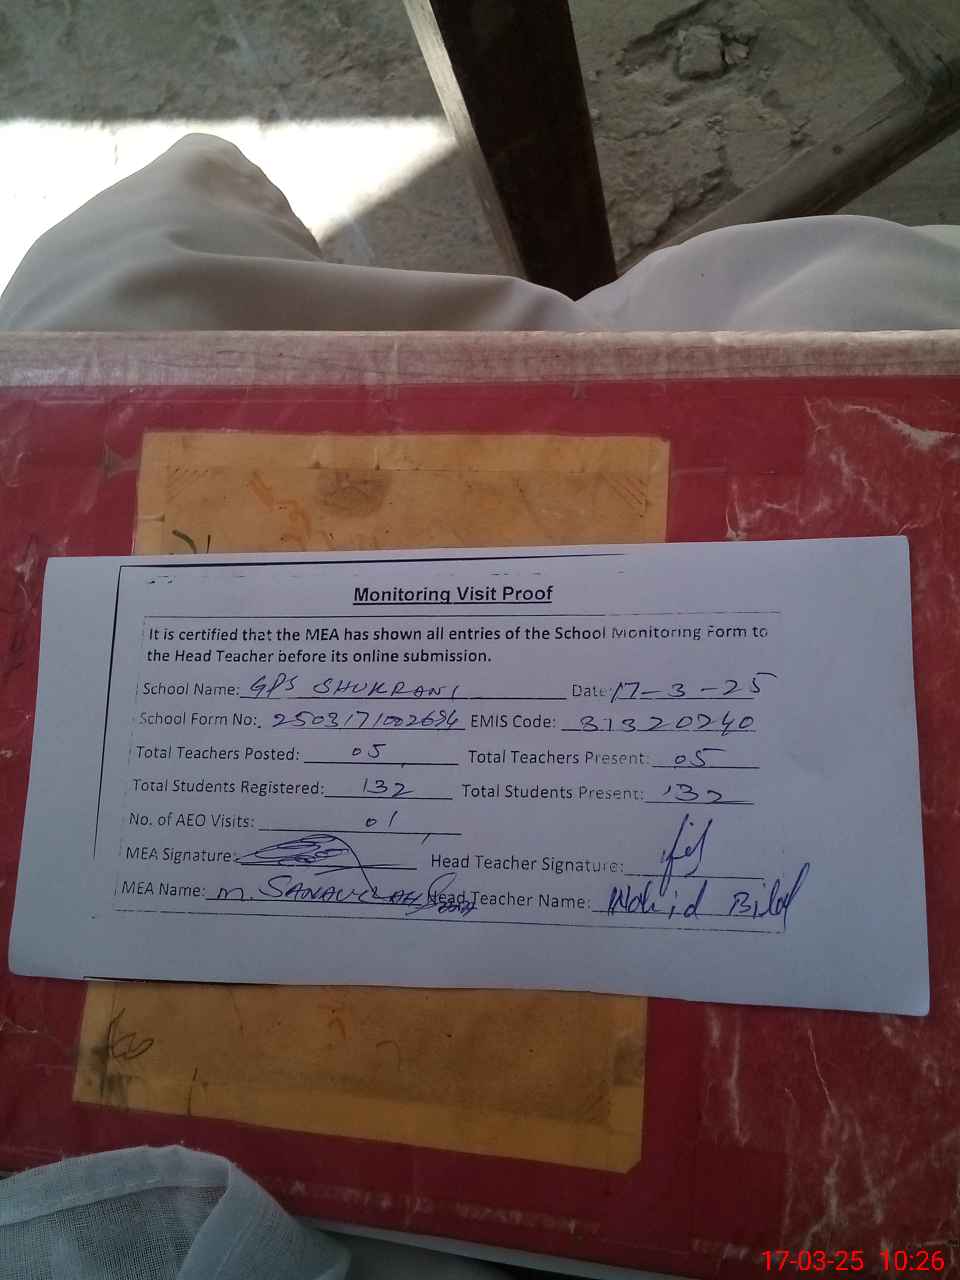 Monitoring Visit Proof
It is certified that the MEA has shown all entries of the School Monitoring Form to
the Head Teacher before its online submission.
School Name: GPS SHUKRANI Date: 17-3-25
School Form No: 2503171002694 EMIS Code: 31320240
Total Teachers Posted: 05 Total Teachers Present: 05
Total Students Registered: 132 Total Students Present: 132
No. of AEO Visits: 01
MEA Signature: Head Teacher Signature:
MEA Name: M. SANAULLAH Head Teacher Name: Bilal
17-03-25 10:26